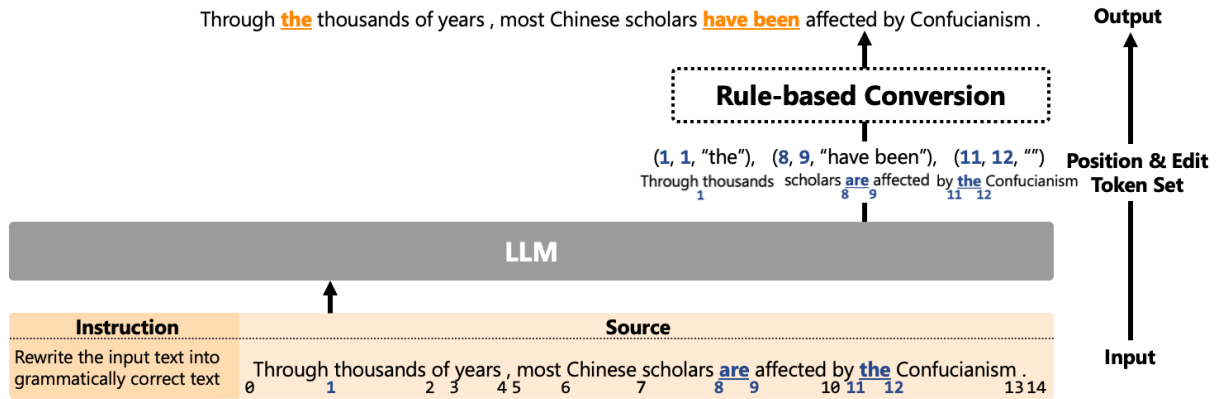 Through the thousands of years , most Chinese scholars have been affected by Confucianism .
Output
Rule-based Conversion
(1, 1, “the”), (8, 9, “have been”), (11, 12, “”)
Position & Edit
Token Set
Through thousands scholars are affected by the Confucianism
1 8 9 11 12
LLM
Instruction
Source
Rewrite the input text into
grammatically correct text
Through thousands of years , most Chinese scholars are affected by the Confucianism .
0 1 2 3 4 5 6 7 8 9 10 11 12 13 14
Input